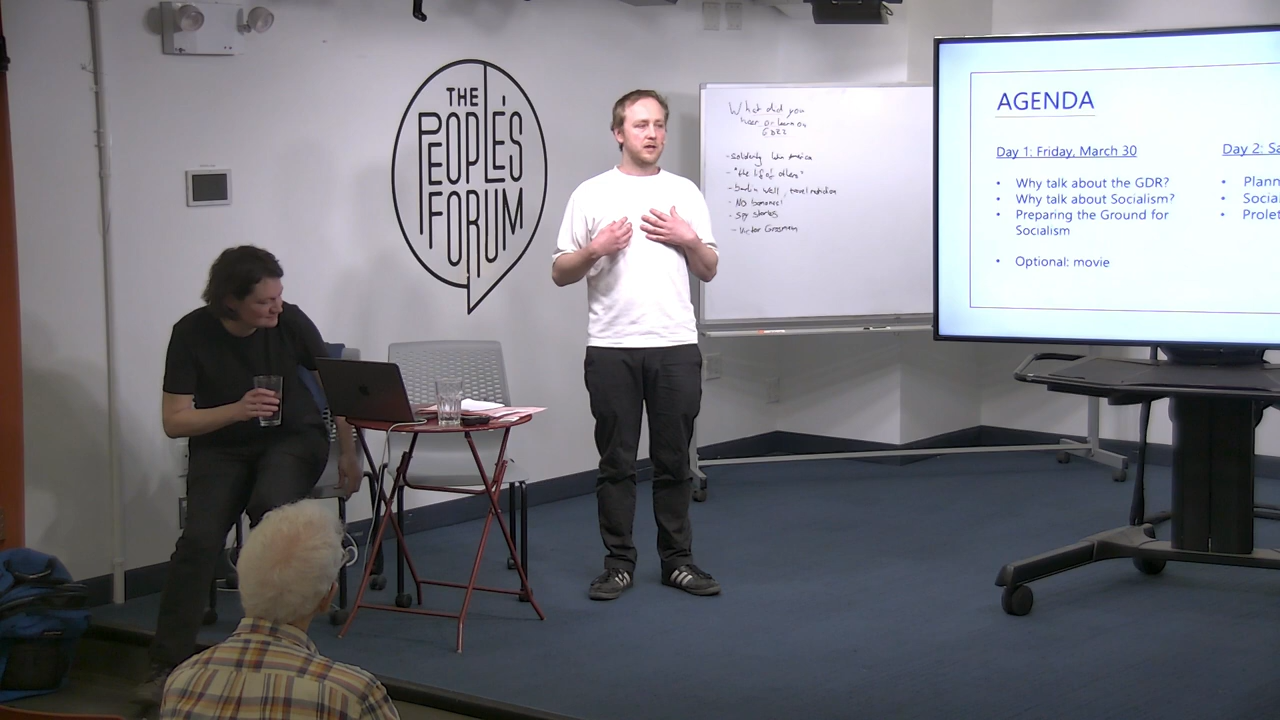 THE
PEOPLE'S
FORUM
What did you
hear or learn on
GDR?
- Solidarity Latin America
- "the life of others"
- Berlin Wall, travel restriction
- No bananas!
- Spy stories
- Victor Grossman
AGENDA
Day 1: Friday, March 30
• Why talk about the GDR?
• Why talk about Socialism?
• Preparing the Ground for
Socialism
• Optional: movie
Day 2: Sa
• Plann
• Socia
• Prolet